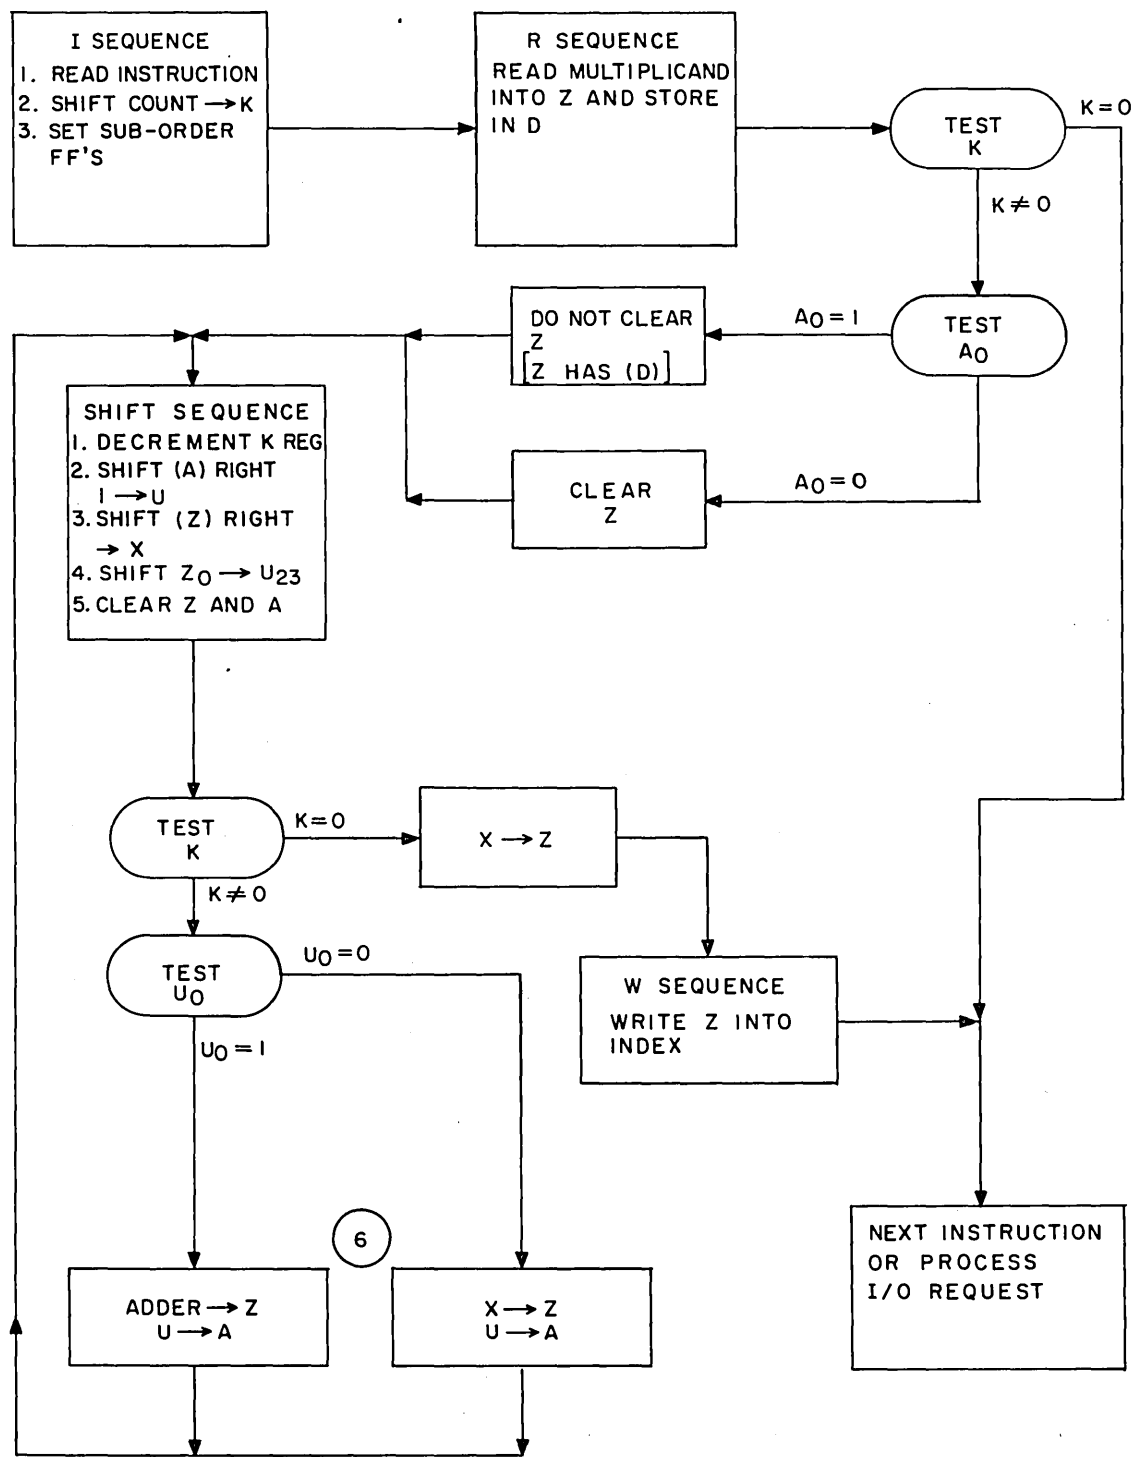 I SEQUENCE
1. READ INSTRUCTION
2. SHIFT COUNT → K
3. SET SUB-ORDER
FF'S
R SEQUENCE
READ MULTIPLICAND
INTO Z AND STORE
IN D
TEST
K
K=0
K≠0
TEST
A0
A0=1
DO NOT CLEAR
Z
[Z HAS (D)]
A0=0
CLEAR
Z
SHIFT SEQUENCE
1. DECREMENT K REG
2. SHIFT (A) RIGHT
1 → U
3. SHIFT (Z) RIGHT
→ X
4. SHIFT Z0 → U23
5. CLEAR Z AND A
TEST
K
K=0
X → Z
K≠0
TEST
U0
U0=0
U0=1
W SEQUENCE
WRITE Z INTO
INDEX
6
ADDER → Z
U → A
X → Z
U → A
NEXT INSTRUCTION
OR PROCESS
I/O REQUEST